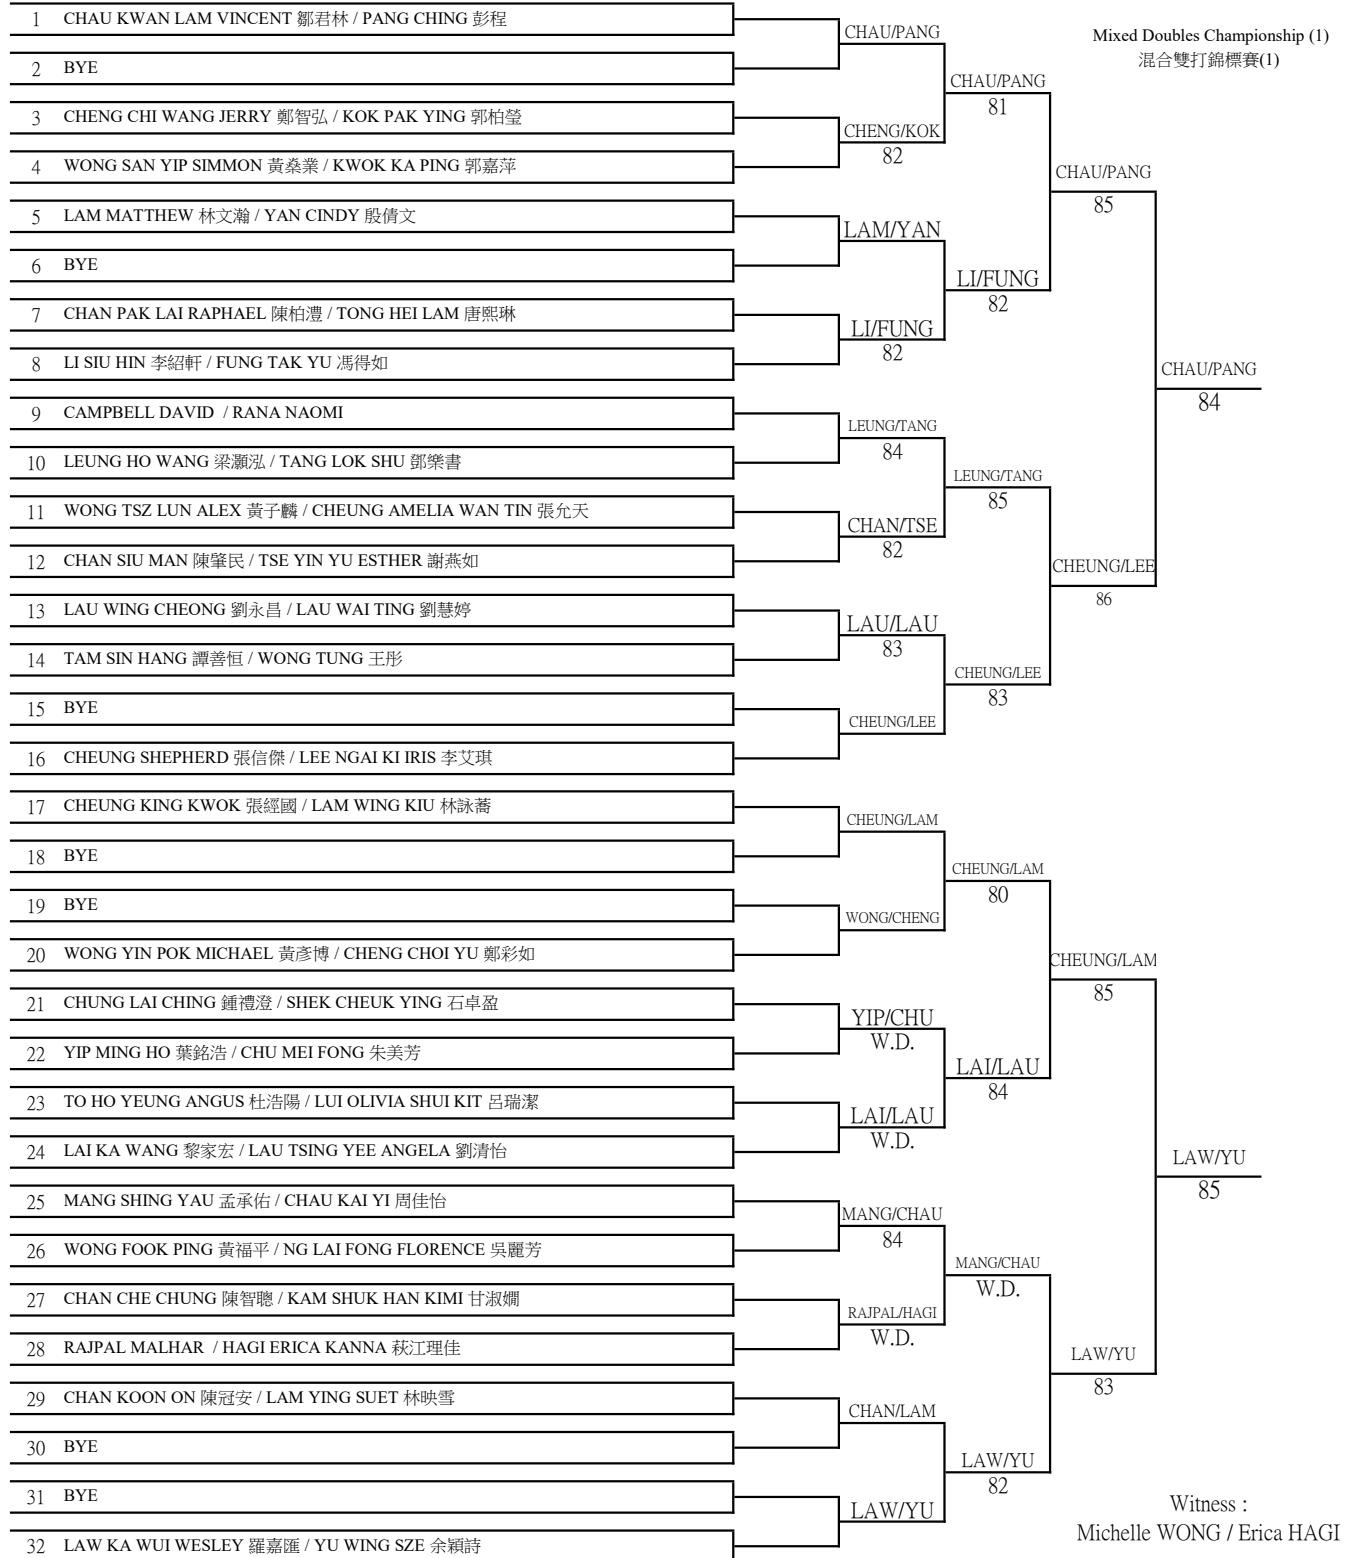 Mixed Doubles Championship (1)
混合雙打錦標賽(1)
1 CHAU KWAN LAM VINCENT 鄒君林 / PANG CHING 彭程
CHAU/PANG
2 BYE
CHAU/PANG
81
3 CHENG CHI WANG JERRY 鄭智弘 / KOK PAK YING 郭柏瑩
CHENG/KOK
82
4 WONG SAN YIP SIMMON 黃燊業 / KWOK KA PING 郭嘉萍
CHAU/PANG
85
5 LAM MATTHEW 林文瀚 / YAN CINDY 殷倩文
LAM/YAN
6 BYE
LI/FUNG
82
7 CHAN PAK LAI RAPHAEL 陳柏澧 / TONG HEI LAM 唐熙琳
LI/FUNG
82
8 LI SIU HIN 李紹軒 / FUNG TAK YU 馮得如
CHAU/PANG
84
9 CAMPBELL DAVID / RANA NAOMI
LEUNG/TANG
84
10 LEUNG HO WANG 梁灝泓 / TANG LOK SHU 鄧樂書
LEUNG/TANG
85
11 WONG TSZ LUN ALEX 黃子麟 / CHEUNG AMELIA WAN TIN 張允天
CHAN/TSE
82
12 CHAN SIU MAN 陳肇民 / TSE YIN YU ESTHER 謝燕如
CHEUNG/LEE
86
13 LAU WING CHEONG 劉永昌 / LAU WAI TING 劉慧婷
LAU/LAU
83
14 TAM SIN HANG 譚善恒 / WONG TUNG 王彤
CHEUNG/LEE
83
15 BYE
CHEUNG/LEE
16 CHEUNG SHEPHERD 張信傑 / LEE NGAI KI IRIS 李艾琪
17 CHEUNG KING KWOK 張經國 / LAM WING KIU 林詠蕎
CHEUNG/LAM
18 BYE
CHEUNG/LAM
80
19 BYE
WONG/CHENG
20 WONG YIN POK MICHAEL 黃彥博 / CHENG CHOI YU 鄭彩如
CHEUNG/LAM
85
21 CHUNG LAI CHING 鍾禮澄 / SHEK CHEUK YING 石卓盈
YIP/CHU
W.D.
22 YIP MING HO 葉銘浩 / CHU MEI FONG 朱美芳
LAI/LAU
84
23 TO HO YEUNG ANGUS 杜浩陽 / LUI OLIVIA SHUI KIT 呂瑞潔
LAI/LAU
W.D.
24 LAI KA WANG 黎家宏 / LAU TSING YEE ANGELA 劉清怡
LAW/YU
85
25 MANG SHING YAU 孟承佑 / CHAU KAI YI 周佳怡
MANG/CHAU
84
26 WONG FOOK PING 黃福平 / NG LAI FONG FLORENCE 吳麗芳
MANG/CHAU
W.D.
27 CHAN CHE CHUNG 陳智聰 / KAM SHUK HAN KIMI 甘淑嫻
RAJPAL/HAGI
W.D.
28 RAJPAL MALHAR / HAGI ERICA KANNA 萩江理佳
LAW/YU
83
29 CHAN KOON ON 陳冠安 / LAM YING SUET 林映雪
CHAN/LAM
30 BYE
LAW/YU
82
31 BYE
LAW/YU
32 LAW KA WUI WESLEY 羅嘉匯 / YU WING SZE 余穎詩
Witness :
Michelle WONG / Erica HAGI